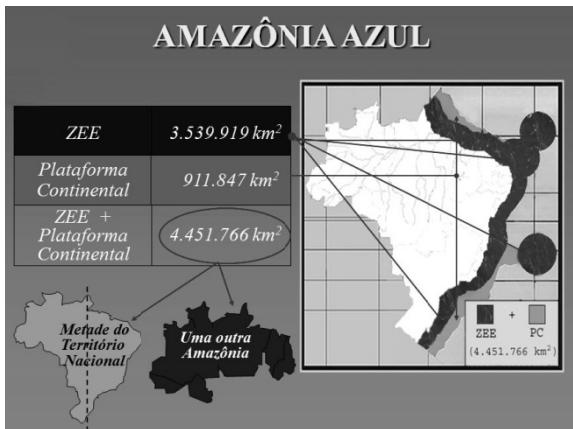 AMAZÔNIA AZUL
ZEE 3.539.919 km²
Plataforma
Continental 911.847 km²
ZEE +
Plataforma
Continental 4.451.766 km²
Metade do
Território
Nacional
Uma outra
Amazônia
+
ZEE PC
(4.451.766 km²)